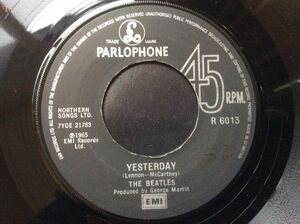 TRADE MARK
PARLOPHONE
45 R.P.M.
NORTHERN
SONGS LTD.
7YGE 21783
R 6013
℗1965
EMI Records
Ltd.
YESTERDAY
(Lennon—McCartney)
THE BEATLES
Produced by George Martin
EMI